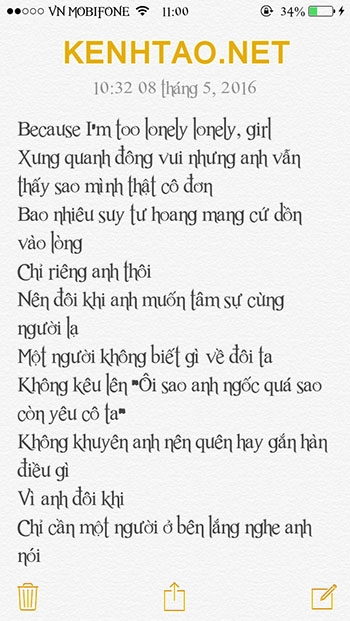 VN MOBIFONE 11:00 34%
KENHTAO.NET
10:32 08 tháng 5, 2016
Because I'm too lonely lonely, girl
Xung quanh đông vui nhưng anh vẫn
thấy sao mình thật cô đơn
Bao nhiêu suy tư hoang mang cứ dồn
vào lòng
Chỉ riêng anh thôi
Nên đôi khi anh muốn tâm sự cùng
người lạ
Một người không biết gì về đôi ta
Không kêu lên "Ôi sao anh ngốc quá sao
còn yêu cô ta"
Không khuyên anh nên quên hay gắn hàn
điều gì
Vì anh đôi khi
Chỉ cần một người ở bên lắng nghe anh
nói